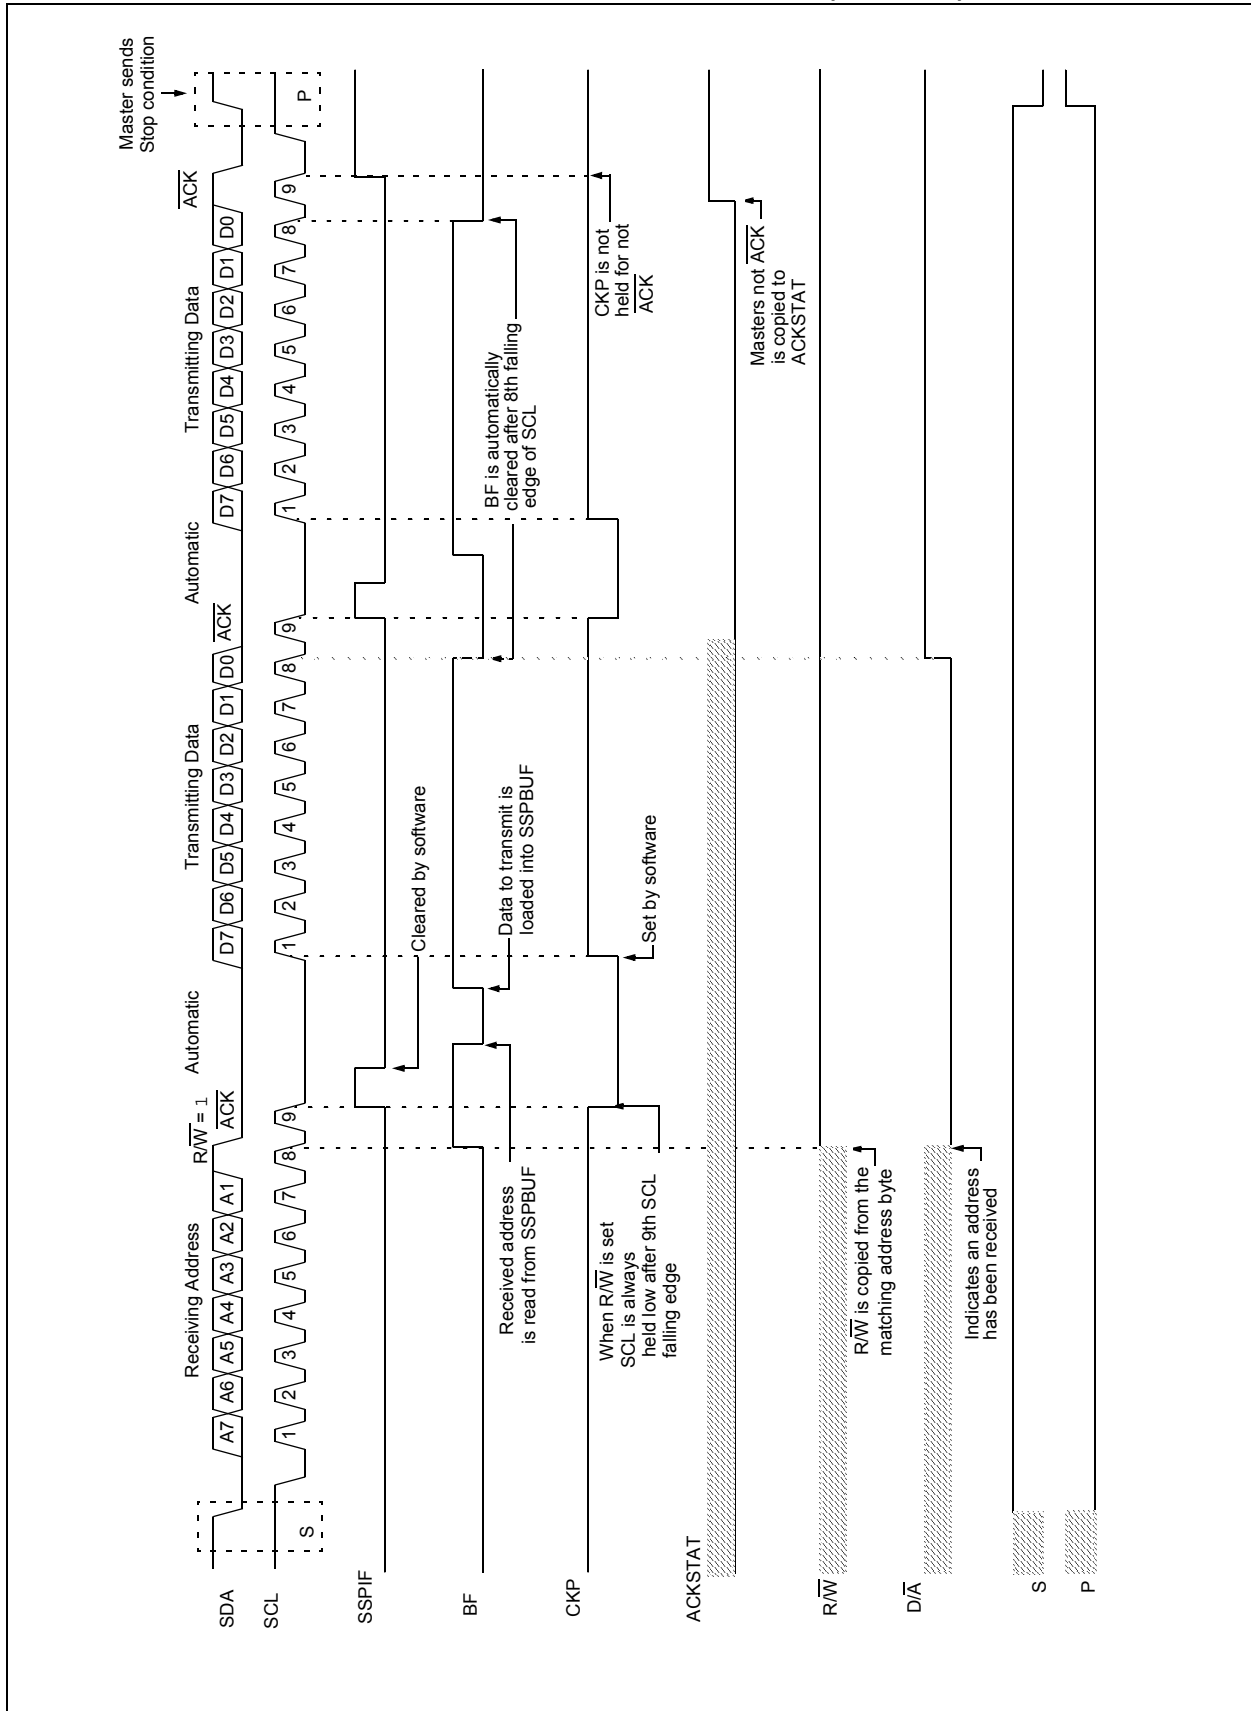 Master sends
Stop condition
Receiving Address
R/W = 1
ACK
Automatic
Transmitting Data
ACK
Automatic
Transmitting Data
ACK
SDA
A7 A6 A5 A4 A3 A2 A1
D7 D6 D5 D4 D3 D2 D1 D0
D7 D6 D5 D4 D3 D2 D1 D0
SCL
S
1 2 3 4 5 6 7 8 9
1 2 3 4 5 6 7 8 9
1 2 3 4 5 6 7 8 9
P
SSPIF
Cleared by software
BF
Received address
is read from SSPBUF
Data to transmit is
loaded into SSPBUF
BF is automatically
cleared after 8th falling
edge of SCL
CKP
When R/W is set
SCL is always
held low after 9th SCL
falling edge
Set by software
CKP is not
held for not
ACK
ACKSTAT
Masters not ACK
is copied to
ACKSTAT
R/W
R/W is copied from the
matching address byte
D/A
Indicates an address
has been received
S
P